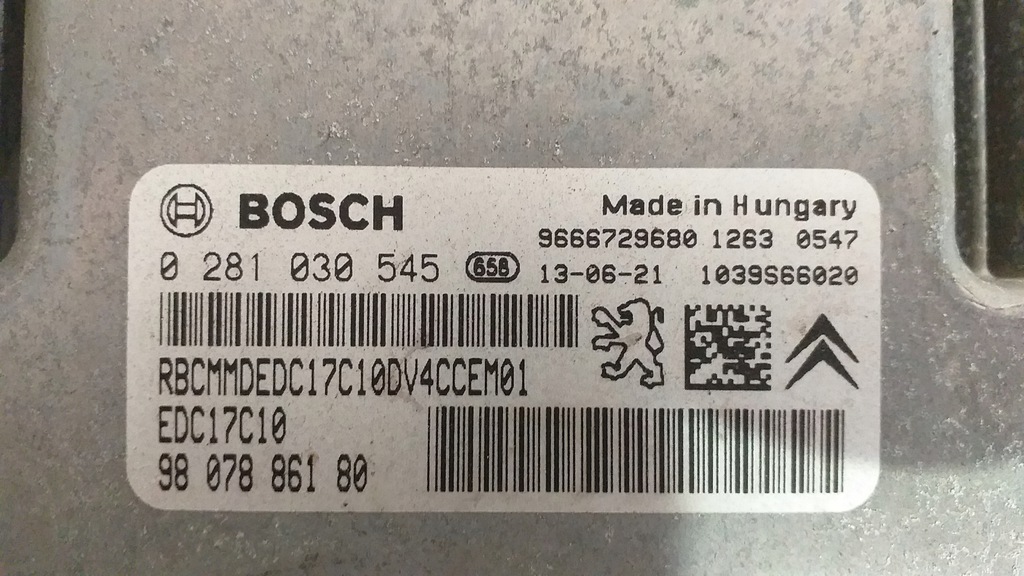 BOSCH
Made in Hungary
9666729680 1263 0547
0 281 030 545 658 13-06-21 1039S66020
RBCMMDEDC17C10DV4CCEM01
EDC17C10
98 078 861 80